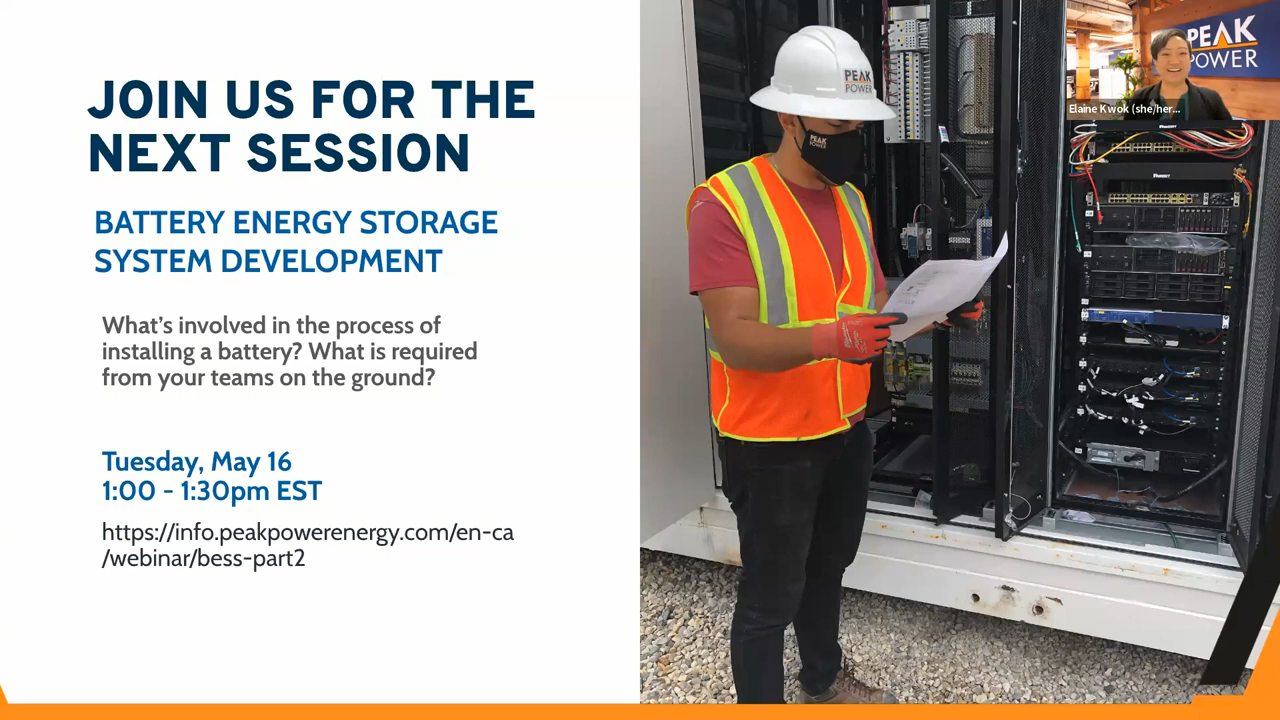 JOIN US FOR THE
NEXT SESSION
BATTERY ENERGY STORAGE
SYSTEM DEVELOPMENT
What's involved in the process of
installing a battery? What is required
from your teams on the ground?
Tuesday, May 16
1:00 - 1:30pm EST
https://info.peakpowerenergy.com/en-ca
/webinar/bess-part2
PEAK
POWER
PEAK
POWER
PEAK
POWER
Elaine Kwok (she/her...